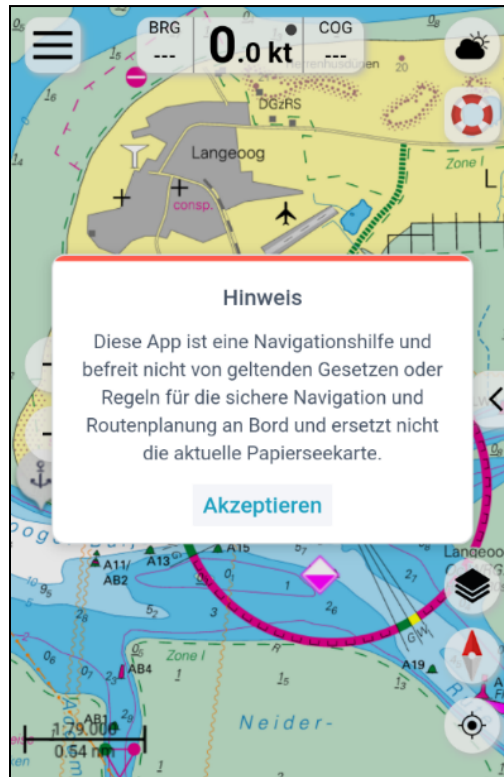 BRG
---
0.0 kt
COG
---
20
DGzRS
Langeoog
Zone I
consp.
L
Hinweis
Diese App ist eine Navigationshilfe und
befreit nicht von geltenden Gesetzen oder
Regeln für die sichere Navigation und
Routenplanung an Bord und ersetzt nicht
die aktuelle Papierseekarte.
Akzeptieren
A11/
AB2
A13
A15
Zone I
AB4
A19
AB1
G
W
R
R
1:79.000
0.54 nm
Neider-